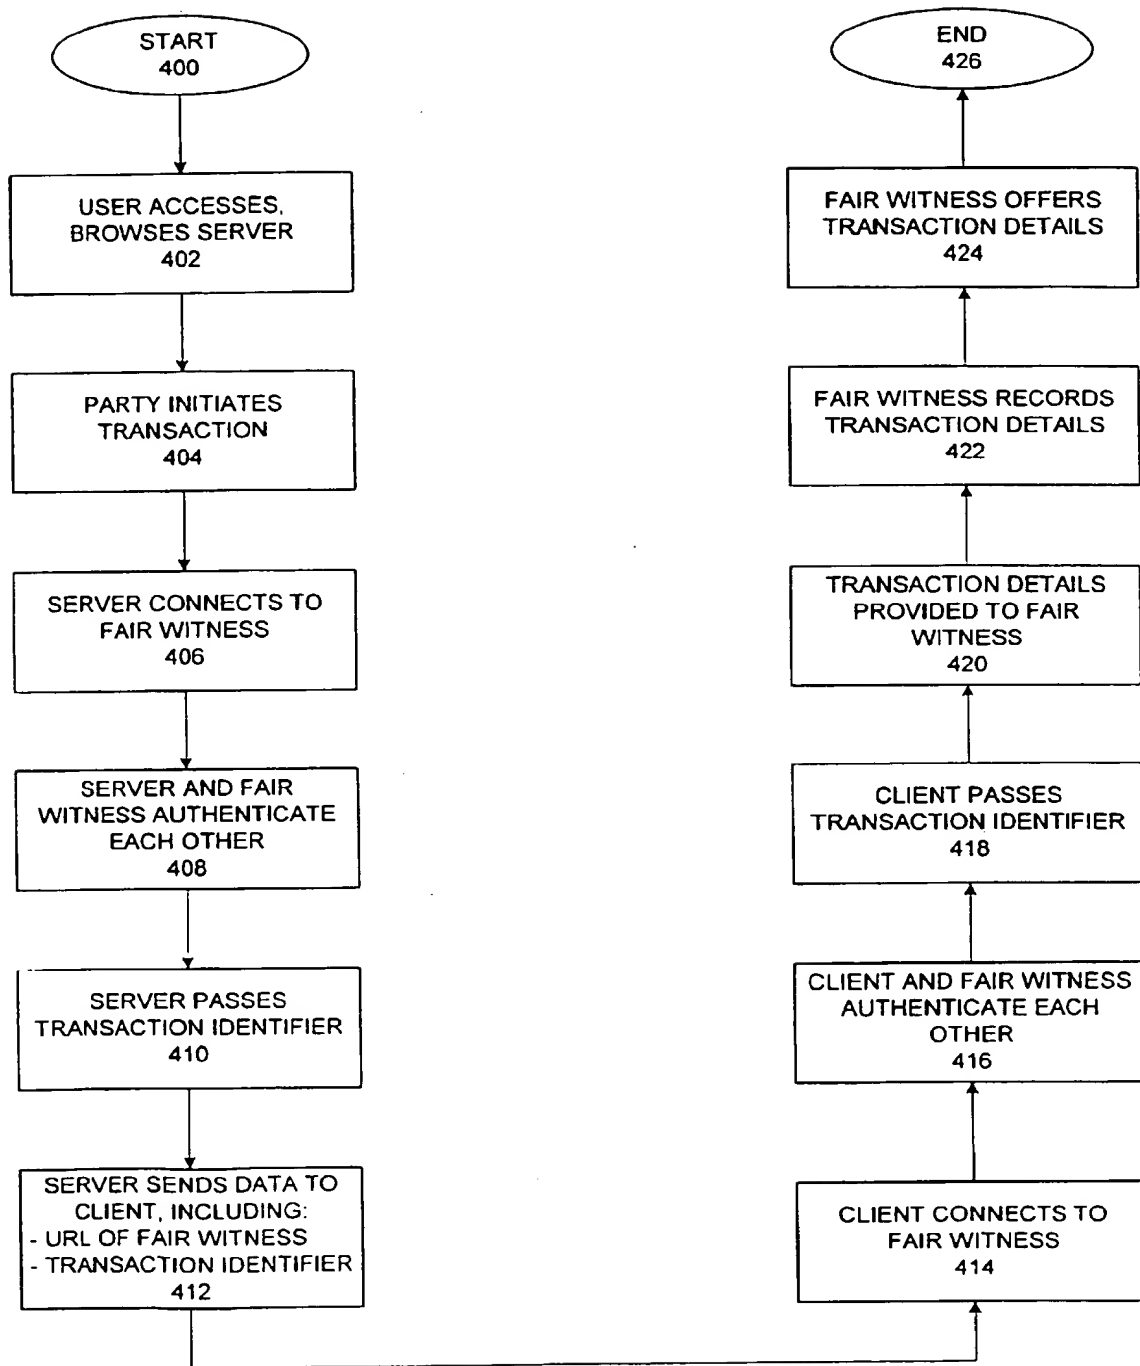 START
400
USER ACCESSES,
BROWSES SERVER
402
PARTY INITIATES
TRANSACTION
404
SERVER CONNECTS TO
FAIR WITNESS
406
SERVER AND FAIR
WITNESS AUTHENTICATE
EACH OTHER
408
SERVER PASSES
TRANSACTION IDENTIFIER
410
SERVER SENDS DATA TO
CLIENT, INCLUDING:
- URL OF FAIR WITNESS
- TRANSACTION IDENTIFIER
412
CLIENT CONNECTS TO
FAIR WITNESS
414
CLIENT AND FAIR WITNESS
AUTHENTICATE EACH
OTHER
416
CLIENT PASSES
TRANSACTION IDENTIFIER
418
TRANSACTION DETAILS
PROVIDED TO FAIR
WITNESS
420
FAIR WITNESS RECORDS
TRANSACTION DETAILS
422
FAIR WITNESS OFFERS
TRANSACTION DETAILS
424
END
426